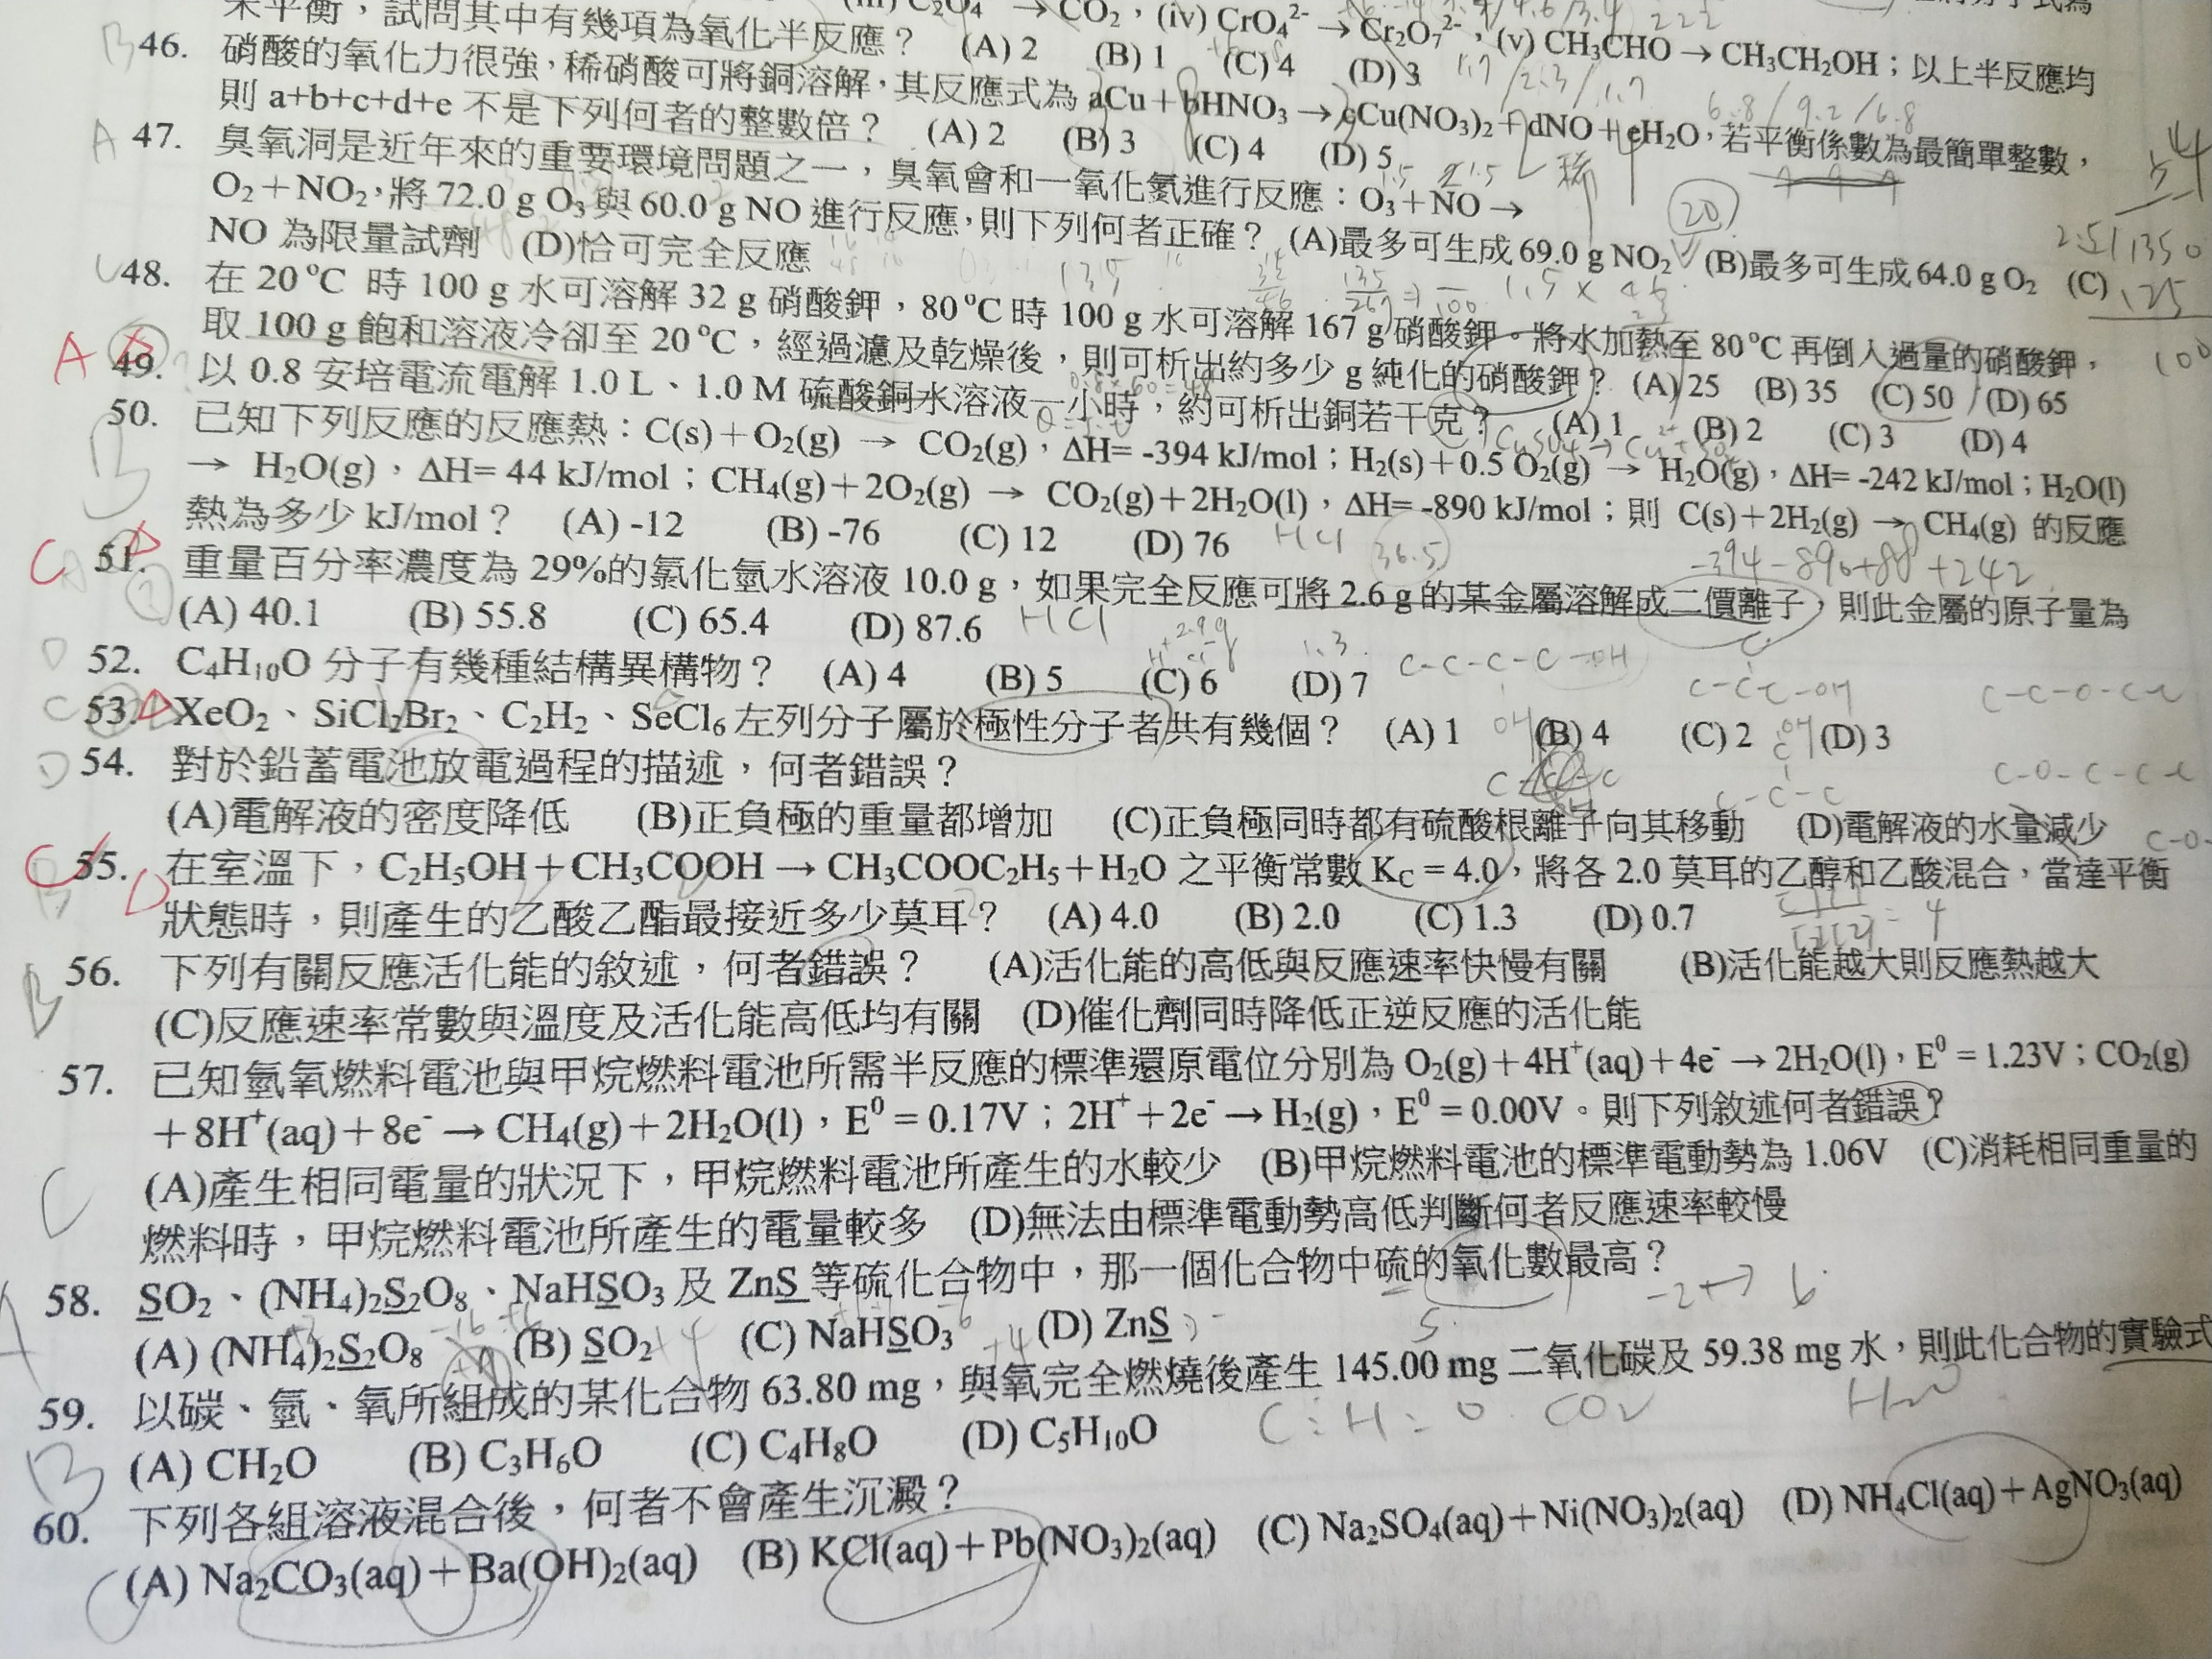 未平衡，試問其中有幾項為氧化半反應？ (A) 2 (B) 1 (C) 4 (D) 3
→ CO₂，(iv) CrO₄²⁻ → Cr₂O₇²⁻，(v) CH₃CHO → CH₃CH₂OH；以上半反應均
B 46. 硝酸的氧化力很強，稀硝酸可將銅溶解，其反應式為 aCu＋bHNO₃→cCu(NO₃)₂＋dNO＋eH₂O，若平衡係數為最簡單整數，
則 a+b+c+d+e 不是下列何者的整數倍？ (A) 2 (B) 3 (C) 4 (D) 5
A 47. 臭氧洞是近年來的重要環境問題之一，臭氧會和一氧化氮進行反應：O₃＋NO→
O₂＋NO₂，將 72.0 g O₃ 與 60.0 g NO 進行反應，則下列何者正確？ (A)最多可生成 69.0 g NO₂ (B)最多可生成 64.0 g O₂ (C)
NO 為限量試劑 (D)恰可完全反應
C 48. 在 20 ℃ 時 100 g 水可溶解 32 g 硝酸鉀，80 ℃ 時 100 g 水可溶解 167 g 硝酸鉀。將水加熱至 80 ℃ 再倒入過量的硝酸鉀，
取 100 g 飽和溶液冷卻至 20 ℃，經過濾及乾燥後，則可析出約多少 g 純化的硝酸鉀？ (A) 25 (B) 35 (C) 50 (D) 65
A 49. 以 0.8 安培電流電解 1.0 L、1.0 M 硫酸銅水溶液一小時，約可析出銅若干克？ (A) 1 (B) 2 (C) 3 (D) 4
B 50. 已知下列反應的反應熱：C(s)＋O₂(g) → CO₂(g)，ΔH= -394 kJ/mol；H₂(s)＋0.5 O₂(g) → H₂O(g)，ΔH= -242 kJ/mol；H₂O(l)
→ H₂O(g)，ΔH= 44 kJ/mol；CH₄(g)＋2O₂(g) → CO₂(g)＋2H₂O(l)，ΔH= -890 kJ/mol；則 C(s)＋2H₂(g) → CH₄(g) 的反應
熱為多少 kJ/mol？ (A) -12 (B) -76 (C) 12 (D) 76 HCl 36.5
-394-890+88+242
C 51. 重量百分率濃度為 29%的氯化氫水溶液 10.0 g，如果完全反應可將 2.6 g 的某金屬溶解成二價離子，則此金屬的原子量為
(A) 40.1 (B) 55.8 (C) 65.4 (D) 87.6 HCl
D 52. C₄H₁₀O 分子有幾種結構異構物？ (A) 4 (B) 5 (C) 6 (D) 7 C-C-C-C-OH
C 53. XeO₂、SiCl₂Br₂、C₂H₂、SeCl₆ 左列分子屬於極性分子者共有幾個？ (A) 1 (B) 4 (C) 2 (D) 3
D 54. 對於鉛蓄電池放電過程的描述，何者錯誤？
(A)電解液的密度降低 (B)正負極的重量都增加 (C)正負極同時都有硫酸根離子向其移動 (D)電解液的水量減少
C 55. 在室溫下，C₂H₅OH＋CH₃COOH → CH₃COOC₂H₅＋H₂O 之平衡常數 K_C = 4.0，將各 2.0 莫耳的乙醇和乙酸混合，當達平衡
狀態時，則產生的乙酸乙酯最接近多少莫耳？ (A) 4.0 (B) 2.0 (C) 1.3 (D) 0.7
B 56. 下列有關反應活化能的敘述，何者錯誤？ (A)活化能的高低與反應速率快慢有關 (B)活化能越大則反應熱越大
(C)反應速率常數與溫度及活化能高低均有關 (D)催化劑同時降低正逆反應的活化能
57. 已知氫氧燃料電池與甲烷燃料電池所需半反應的標準還原電位分別為 O₂(g)＋4H⁺(aq)＋4e⁻ → 2H₂O(l)，E⁰ = 1.23V；CO₂(g)
＋8H⁺(aq)＋8e⁻ → CH₄(g)＋2H₂O(l)，E⁰ = 0.17V；2H⁺＋2e⁻ → H₂(g)，E⁰ = 0.00V。則下列敘述何者錯誤？
C (A)產生相同電量的狀況下，甲烷燃料電池所產生的水較少 (B)甲烷燃料電池的標準電動勢為 1.06V (C)消耗相同重量的
燃料時，甲烷燃料電池所產生的電量較多 (D)無法由標準電動勢高低判斷何者反應速率較慢
A 58. SO₂、(NH₄)₂S₂O₈、NaHSO₃ 及 ZnS 等硫化合物中，那一個化合物中硫的氧化數最高？
(A) (NH₄)₂S₂O₈ (B) SO₂ (C) NaHSO₃ (D) ZnS
59. 以碳、氫、氧所組成的某化合物 63.80 mg，與氧完全燃燒後產生 145.00 mg 二氧化碳及 59.38 mg 水，則此化合物的實驗式
B (A) CH₂O (B) C₃H₆O (C) C₄H₈O (D) C₅H₁₀O C:H:O CO₂ H₂O
60. 下列各組溶液混合後，何者不會產生沉澱？
C (A) Na₂CO₃(aq)＋Ba(OH)₂(aq) (B) KCl(aq)＋Pb(NO₃)₂(aq) (C) Na₂SO₄(aq)＋Ni(NO₃)₂(aq) (D) NH₄Cl(aq)＋AgNO₃(aq)